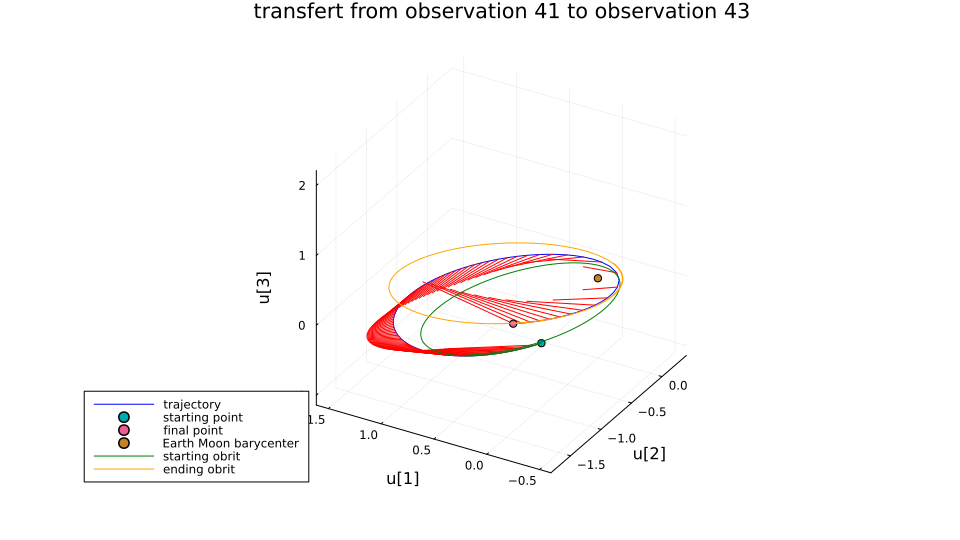 transfert from observation 41 to observation 43
2
1
0
u[3]
1.5
1.0
0.5
0.0
−0.5
u[1]
0.0
−0.5
−1.0
−1.5
u[2]
trajectory
starting point
final point
Earth Moon barycenter
starting obrit
ending obrit